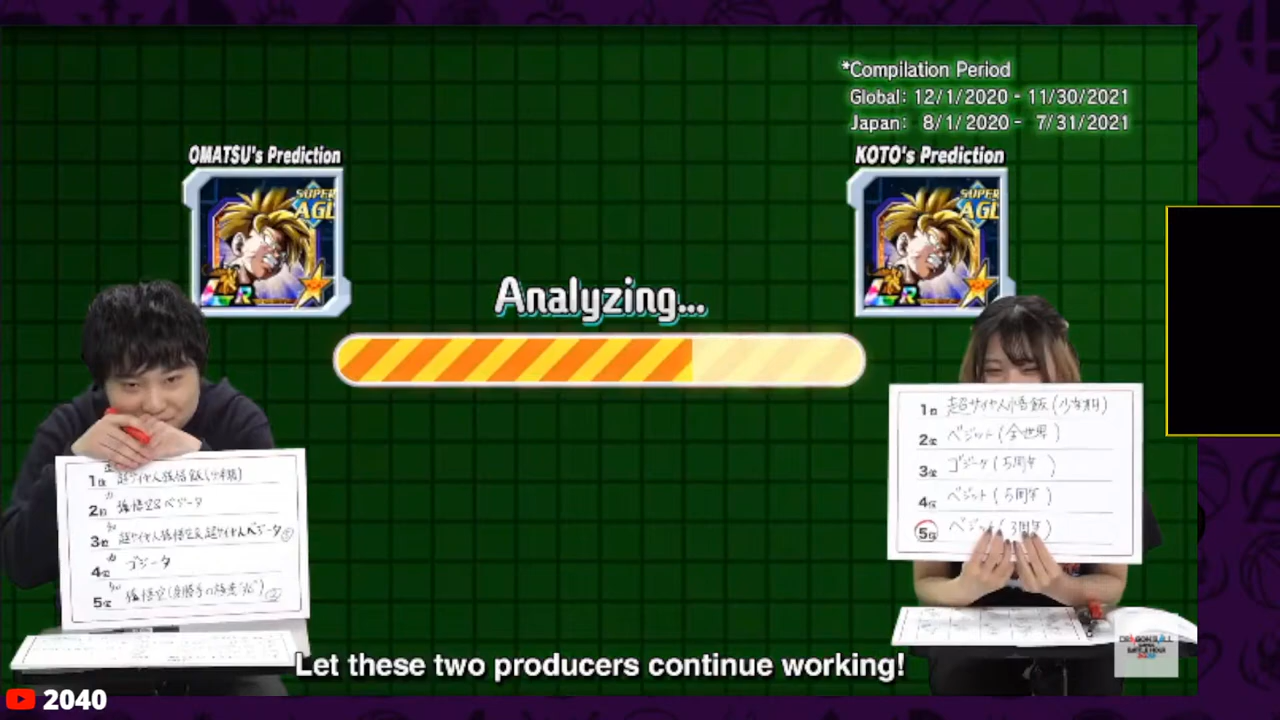 *Compilation Period
Global: 12/1/2020 - 11/30/2021
Japan: 8/1/2020 - 7/31/2021
OMATSU's Prediction
KOTO's Prediction
SUPER
AGL
LR
SUPER
AGL
LR
Analyzing...
1位 超サイヤ人孫悟飯(少年期)
2位 孫悟空&ベジータ
3位 超サイヤ人孫悟空&超サイヤ人ベジータ
4位 ゴジータ
5位 孫悟空(身勝手の極意"兆")
1位 超サイヤ人孫悟飯(少年期)
2位 ベジット(全世界)
3位 ゴジータ(5周年)
4位 ベジット(5周年)
5位 ベジット(3周年)
DRAGON BALL
BATTLE HOUR
Let these two producers continue working!
2040